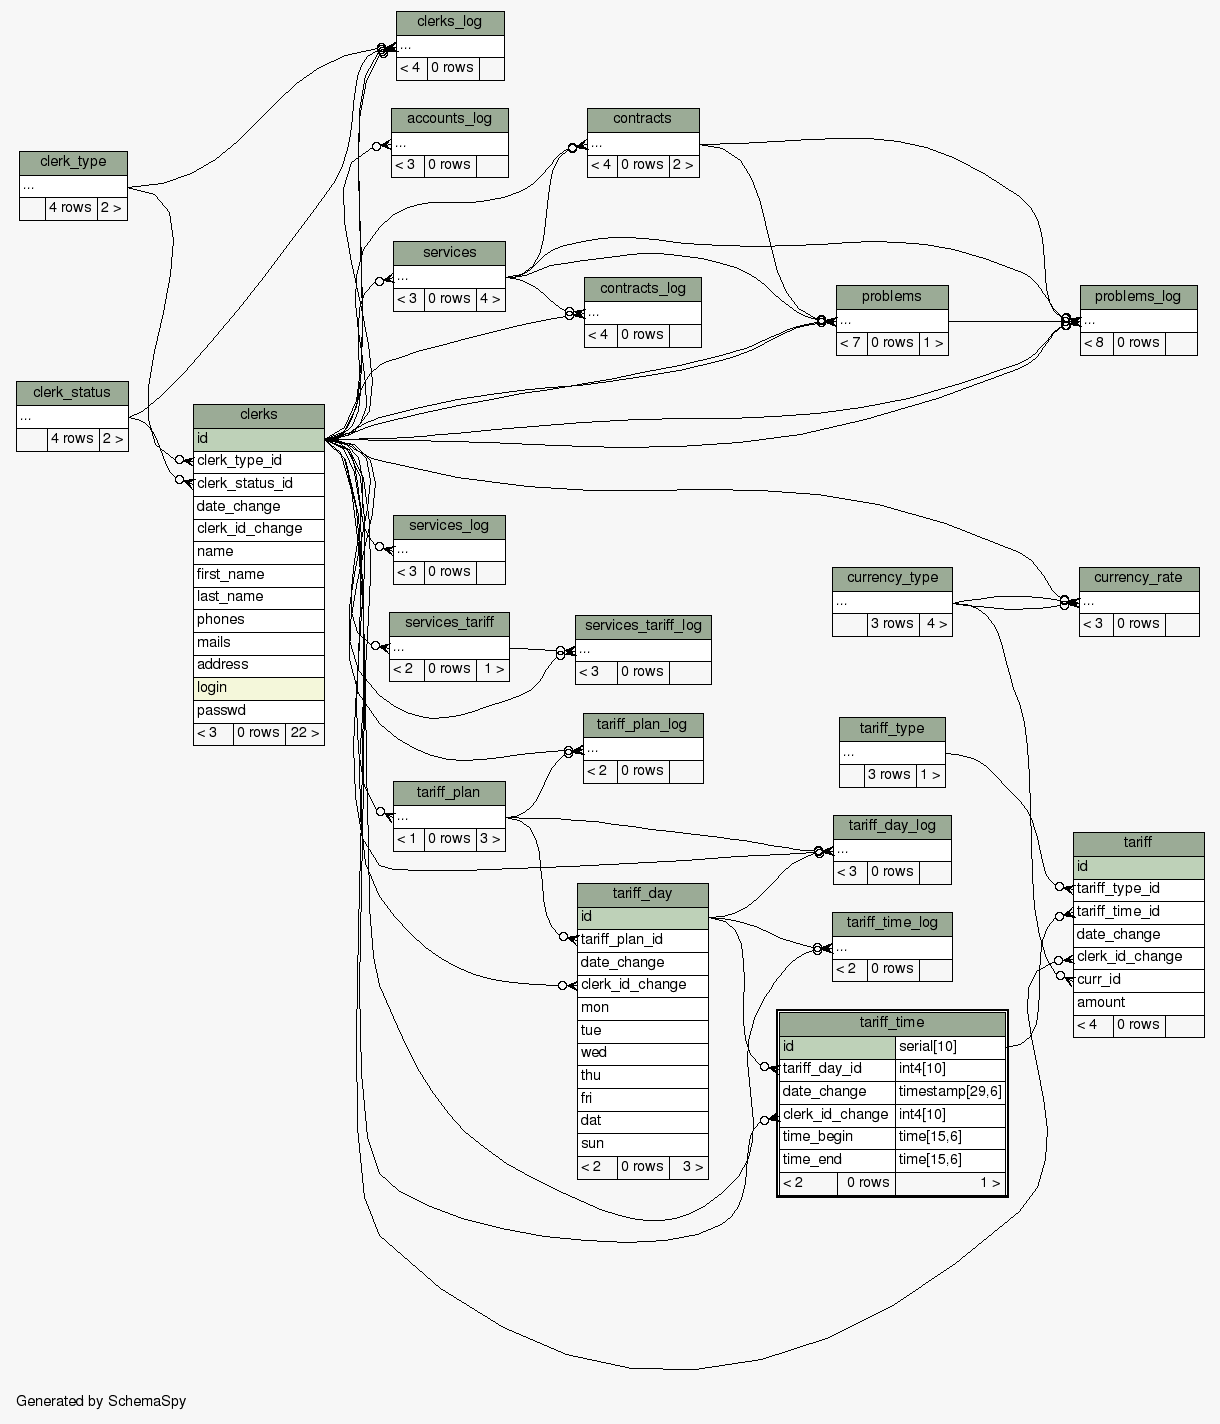 clerks_log
...
< 4 0 rows
accounts_log
...
< 3 0 rows
contracts
...
< 4 0 rows 2 >
clerk_type
...
4 rows 2 >
services
...
< 3 0 rows 4 >
contracts_log
...
< 4 0 rows
problems
...
< 7 0 rows 1 >
problems_log
...
< 8 0 rows
clerk_status
...
4 rows 2 >
clerks
id
clerk_type_id
clerk_status_id
date_change
clerk_id_change
name
first_name
last_name
phones
mails
address
login
passwd
< 3 0 rows 22 >
services_log
...
< 3 0 rows
currency_type
...
3 rows 4 >
currency_rate
...
< 3 0 rows
services_tariff
...
< 2 0 rows 1 >
services_tariff_log
...
< 3 0 rows
tariff_plan_log
...
< 2 0 rows
tariff_type
...
3 rows 1 >
tariff_plan
...
< 1 0 rows 3 >
tariff_day_log
...
< 3 0 rows
tariff
id
tariff_type_id
tariff_time_id
date_change
clerk_id_change
curr_id
amount
< 4 0 rows
tariff_day
id
tariff_plan_id
date_change
clerk_id_change
mon
tue
wed
thu
fri
dat
sun
< 2 0 rows 3 >
tariff_time_log
...
< 2 0 rows
tariff_time
id serial[10]
tariff_day_id int4[10]
date_change timestamp[29,6]
clerk_id_change int4[10]
time_begin time[15,6]
time_end time[15,6]
< 2 0 rows 1 >
Generated by SchemaSpy